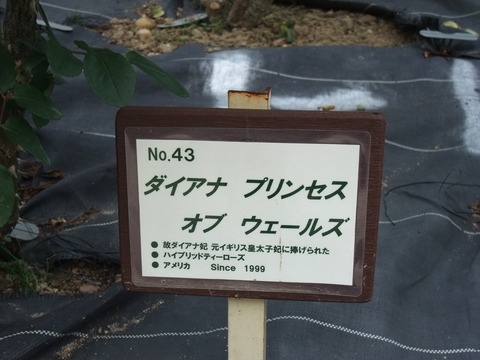 No.43
ダイアナ プリンセス
オブ ウェールズ
● 故ダイアナ妃 元イギリス皇太子妃に捧げられた
● ハイブリッドティーローズ
● アメリカ Since 1999